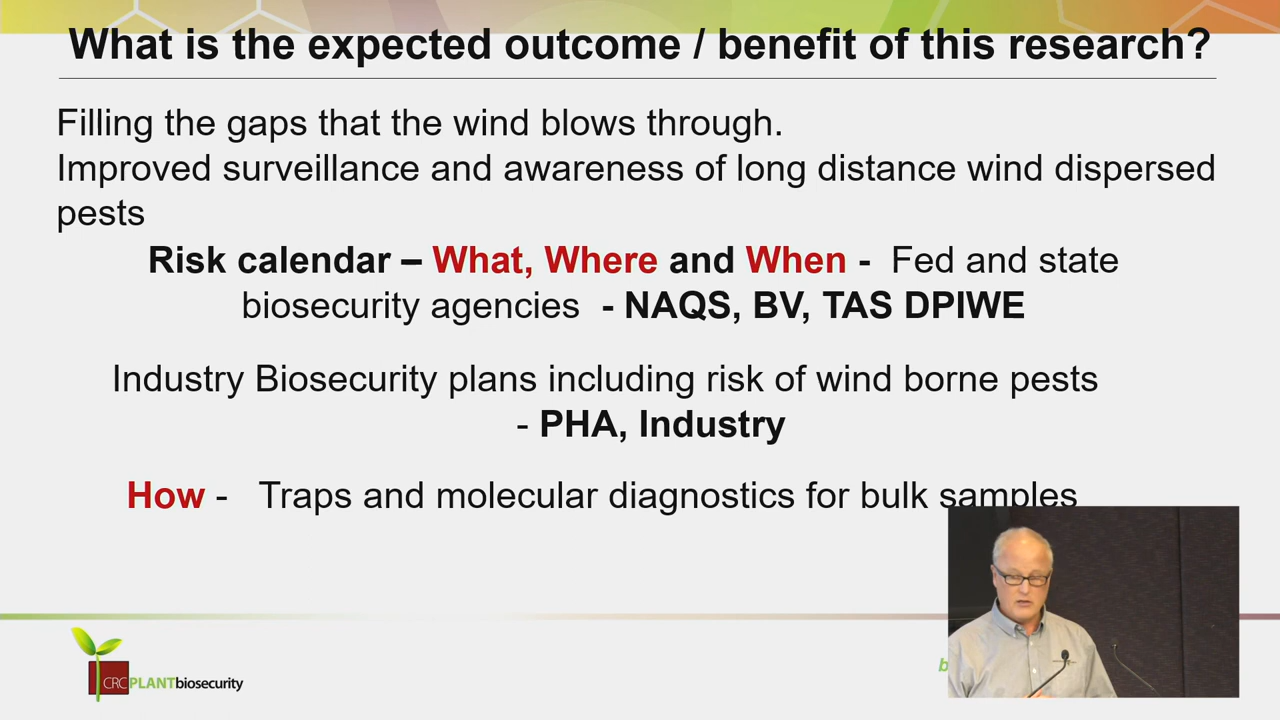 What is the expected outcome / benefit of this research?
Filling the gaps that the wind blows through.
Improved surveillance and awareness of long distance wind dispersed
pests
Risk calendar – What, Where and When - Fed and state
biosecurity agencies - NAQS, BV, TAS DPIWE
Industry Biosecurity plans including risk of wind borne pests
- PHA, Industry
How - Traps and molecular diagnostics for bulk samples
CRCPLANTbiosecurity